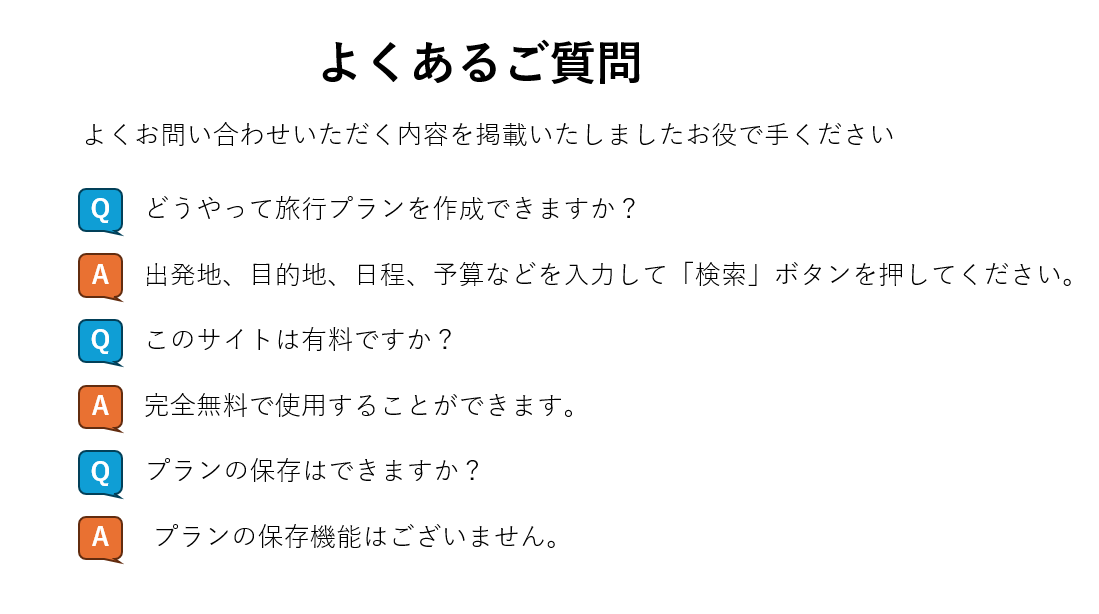 よくあるご質問
よくお問い合わせいただく内容を掲載いたしましたお役で手ください
Q どうやって旅行プランを作成できますか？
A 出発地、目的地、日程、予算などを入力して「検索」ボタンを押してください。
Q このサイトは有料ですか？
A 完全無料で使用することができます。
Q プランの保存はできますか？
A プランの保存機能はございません。